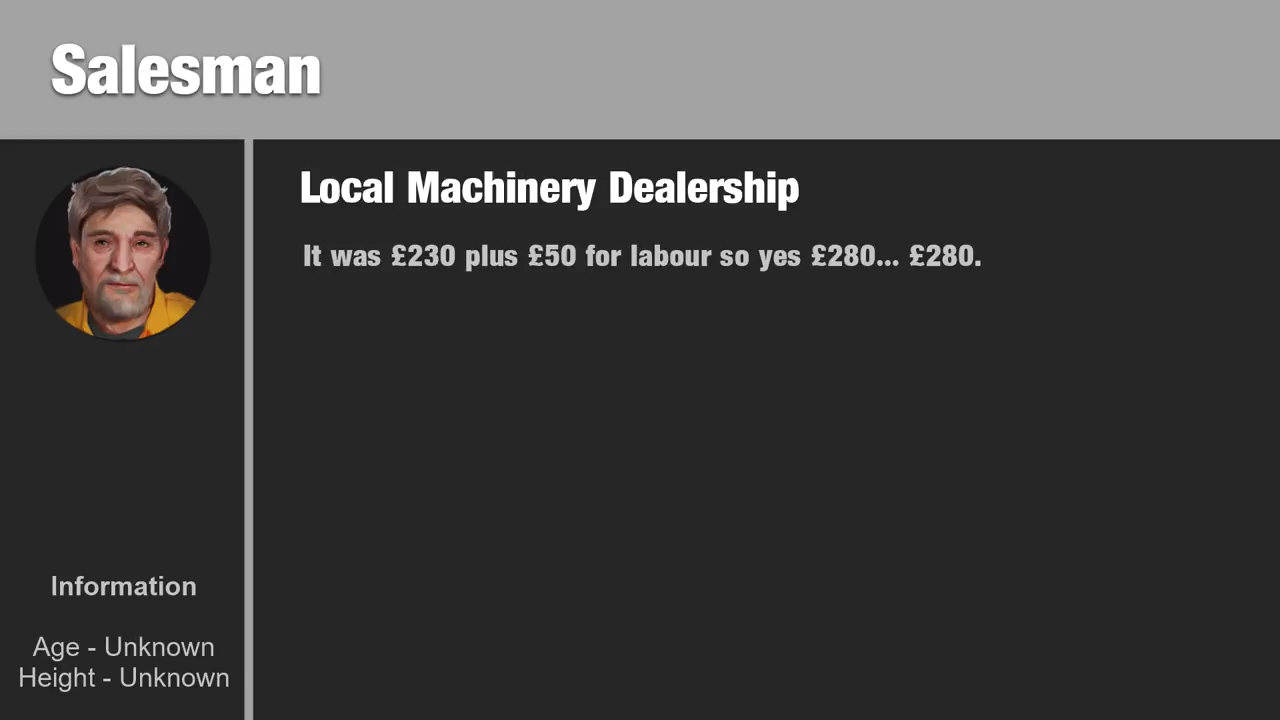 Salesman
Local Machinery Dealership
It was £230 plus £50 for labour so yes £280... £280.
Information
Age - Unknown
Height - Unknown